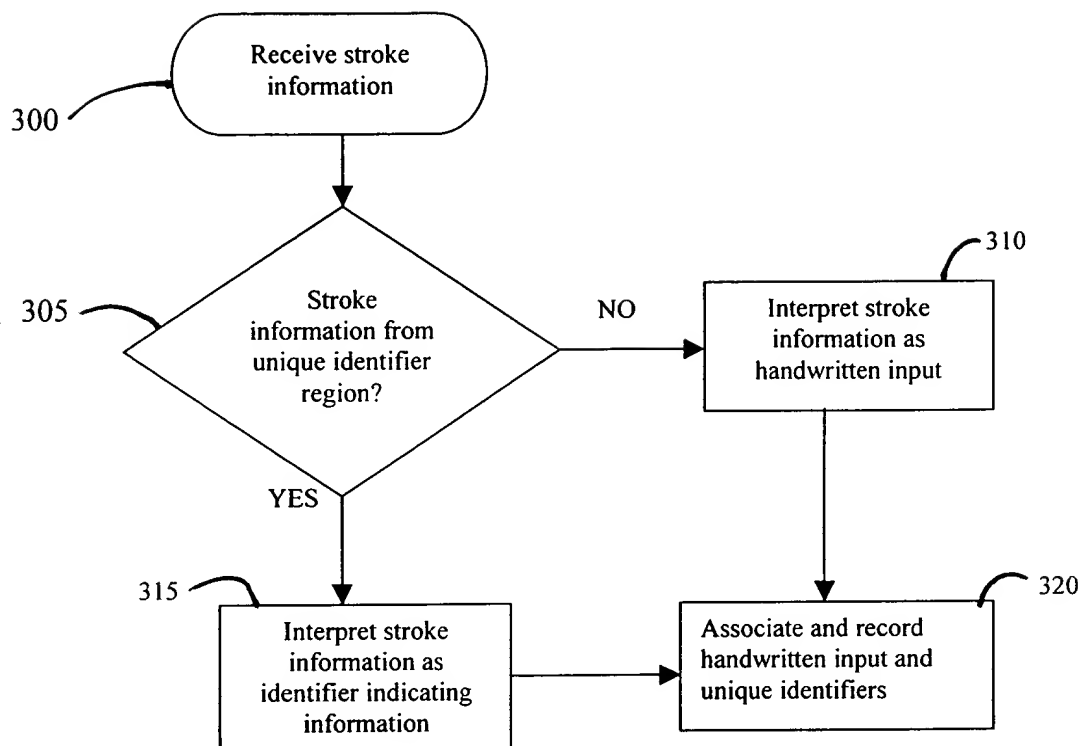 Receive stroke
information
300
305
Stroke
information from
unique identifier
region?
NO
310
Interpret stroke
information as
handwritten input
YES
315
Interpret stroke
information as
identifier indicating
information
320
Associate and record
handwritten input and
unique identifiers